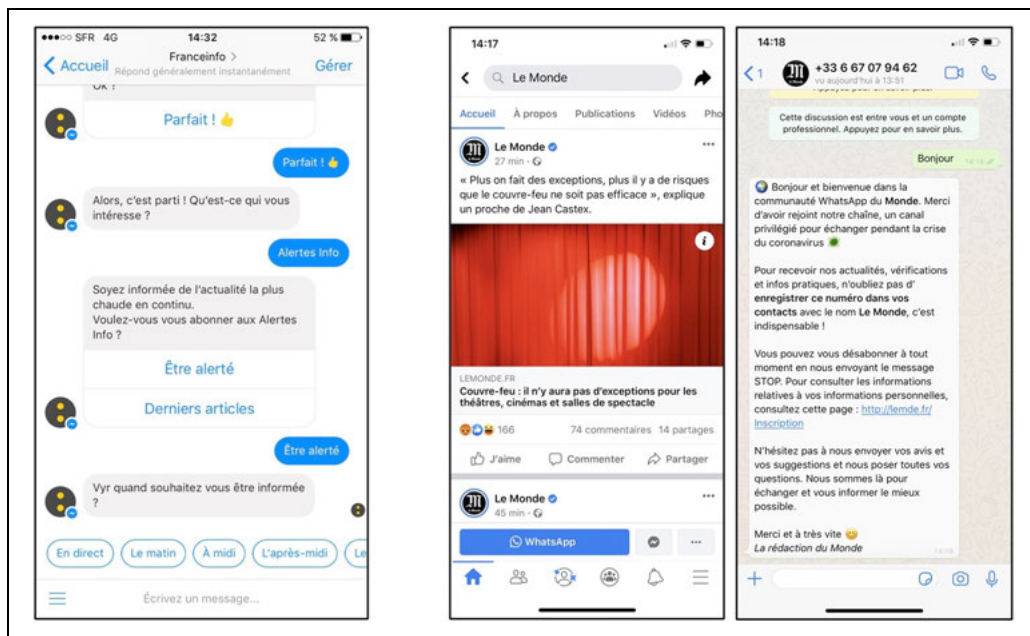 SFR 4G 14:32 52 %
Accueil Franceinfo > Gérer
Répond généralement instantanément
OK ?
Parfait ! 👍
Parfait ! 👍
Alors, c'est parti ! Qu'est-ce qui vous
intéresse ?
Alertes Info
Soyez informée de l'actualité la plus
chaude en continu.
Voulez-vous vous abonner aux Alertes
Info ?
Être alerté
Derniers articles
Être alerté
Vyr quand souhaitez vous être informée
?
En direct
Le matin
À midi
L'après-midi
Le
Écrivez un message...
14:17
Le Monde
Accueil À propos Publications Vidéos Pho
Le Monde
27 min
« Plus on fait des exceptions, plus il y a de risques
que le couvre-feu ne soit pas efficace », explique
un proche de Jean Castex.
LEMONDE.FR
Couvre-feu : il n'y aura pas d'exceptions pour les
théâtres, cinémas et salles de spectacle
166 74 commentaires 14 partages
J'aime Commenter Partager
Le Monde
45 min
WhatsApp
14:18
1 +33 6 67 07 94 62
vu aujourd'hui à 13:51
Cette discussion est entre vous et un compte
professionnel. Appuyez pour en savoir plus.
Bonjour
Bonjour et bienvenue dans la
communauté WhatsApp du Monde. Merci
d'avoir rejoint notre chaîne, un canal
privilégié pour échanger pendant la crise
du coronavirus
Pour recevoir nos actualités, vérifications
et infos pratiques, n'oubliez pas d'
enregistrer ce numéro dans vos
contacts avec le nom Le Monde, c'est
indispensable !
Vous pouvez vous désabonner à tout
moment en nous envoyant le message
STOP. Pour consulter les informations
relatives à vos informations personnelles,
consultez cette page : http://lemde.fr/
Inscription
N'hésitez pas à nous envoyer vos avis et
vos suggestions et nous poser toutes vos
questions. Nous sommes là pour
échanger et vous informer le mieux
possible.
Merci et à très vite 😊
La rédaction du Monde